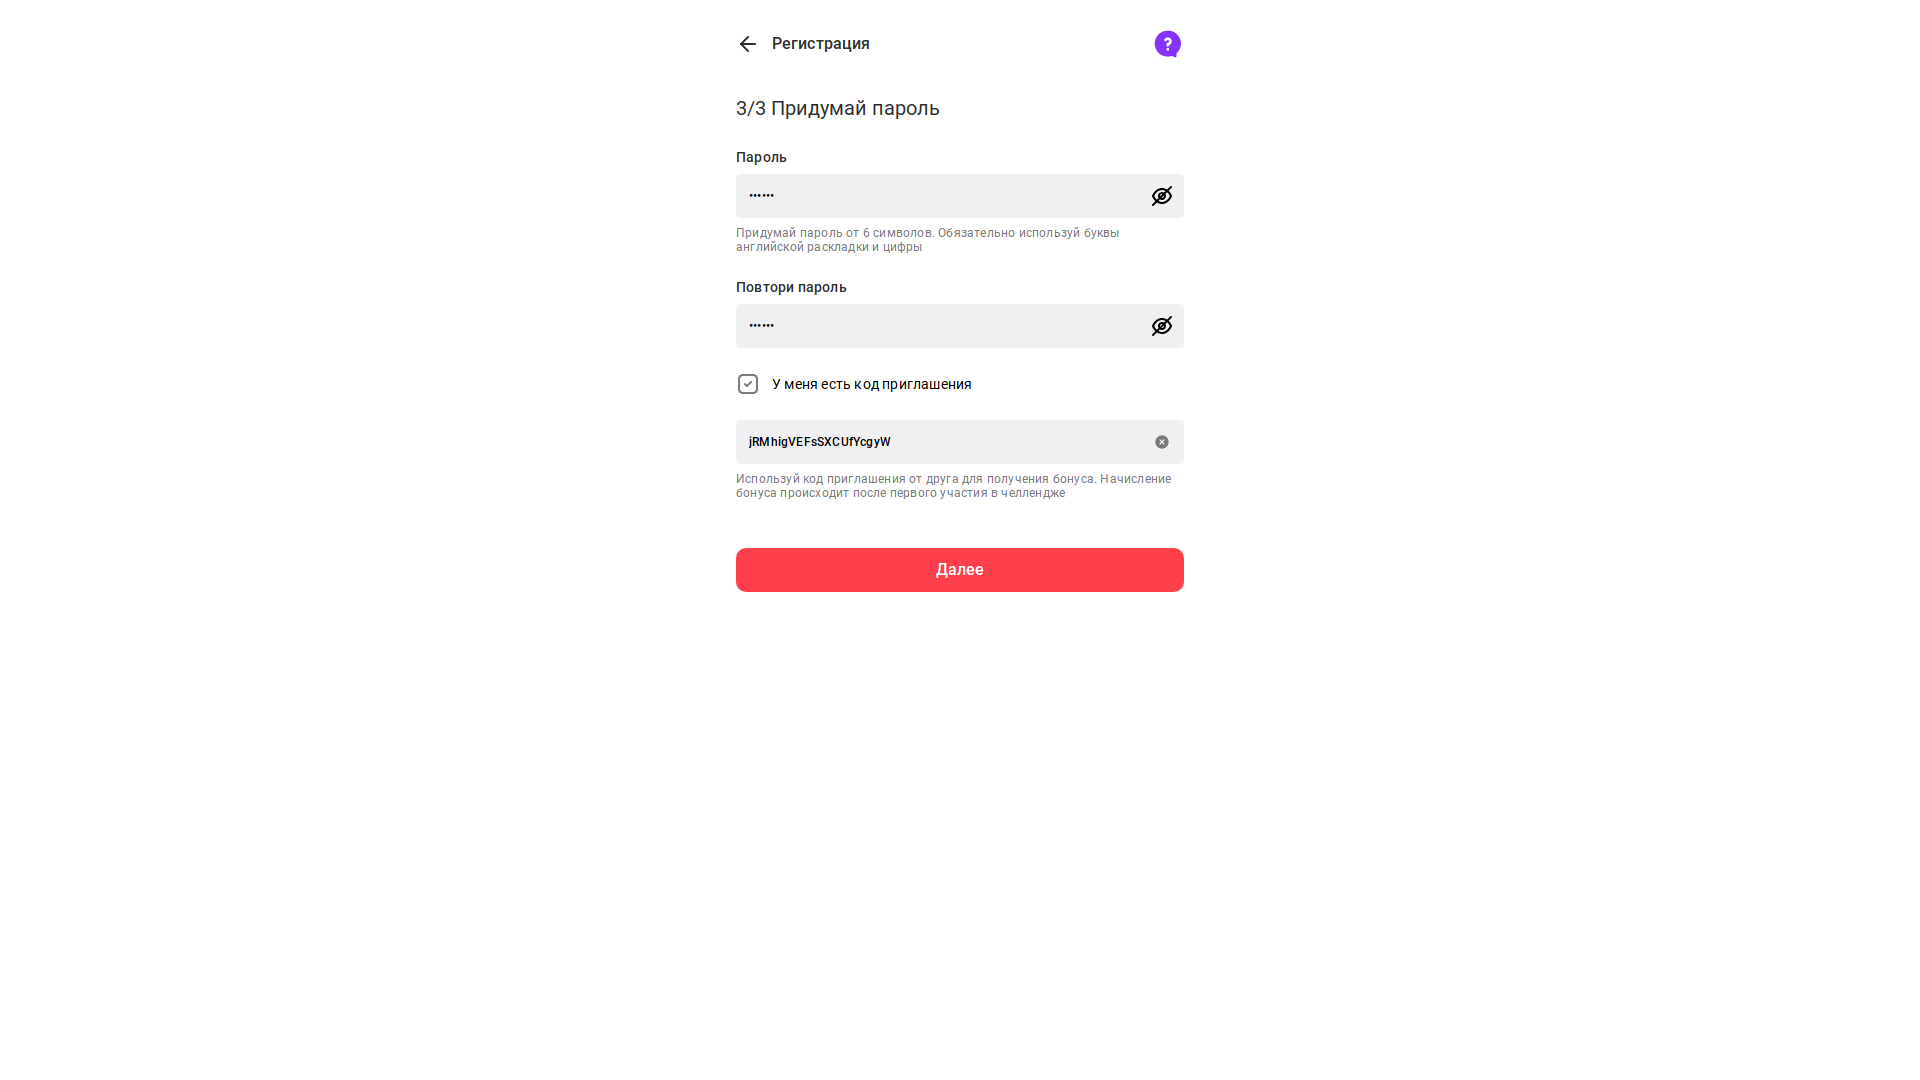 Регистрация
3/3 Придумай пароль
Пароль
••••••
Придумай пароль от 6 символов. Обязательно используй буквы
английской раскладки и цифры
Повтори пароль
••••••
У меня есть код приглашения
jRMhigVEFsSXCUfYcgyW
Используй код приглашения от друга для получения бонуса. Начисление
бонуса происходит после первого участия в челлендже
Далее